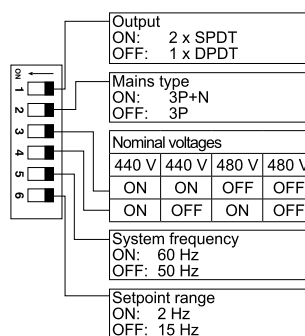 Output
ON: 2 x SPDT
OFF: 1 x DPDT
ON
1
2
3
4
5
6
Mains type
ON: 3P+N
OFF: 3P
Nominal voltages
440 V 440 V 480 V 480 V
ON ON OFF OFF
ON OFF ON OFF
System frequency
ON: 60 Hz
OFF: 50 Hz
Setpoint range
ON: 2 Hz
OFF: 15 Hz